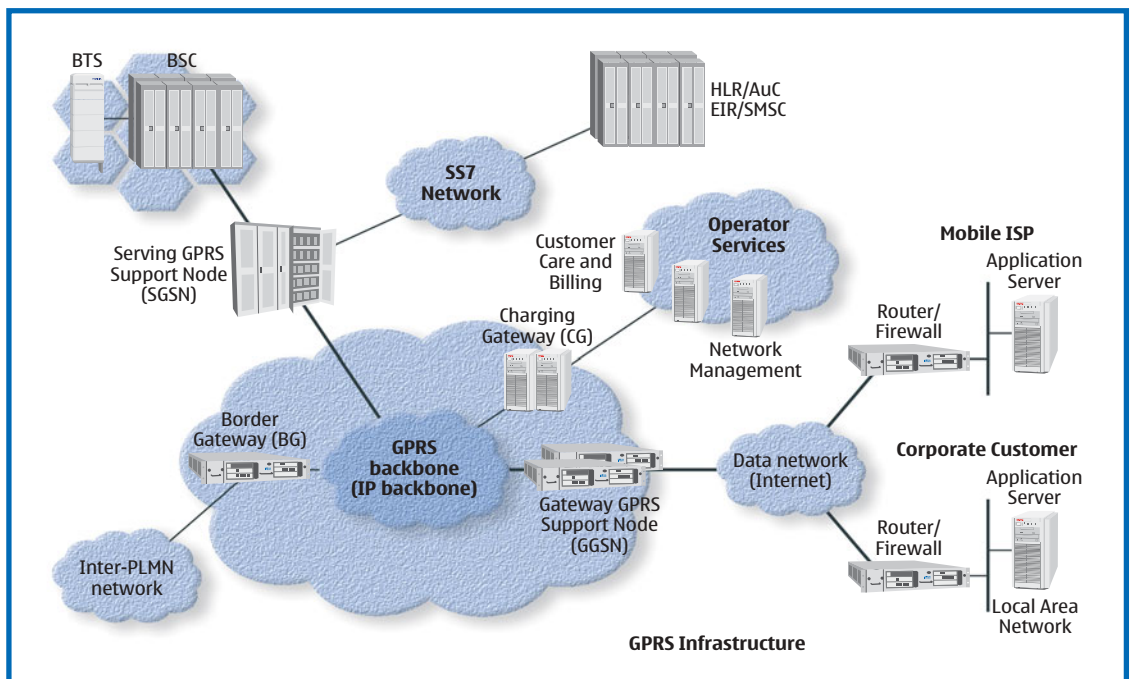 BTS
BSC
HLR/AuC
EIR/SMSC
SS7
Network
Serving GPRS
Support Node
(SGSN)
Customer
Care and
Billing
Operator
Services
Mobile ISP
Application
Server
Router/
Firewall
Charging
Gateway (CG)
Network
Management
Border
Gateway (BG)
GPRS
backbone
(IP backbone)
Gateway GPRS
Support Node
(GGSN)
Data network
(Internet)
Corporate Customer
Application
Server
Router/
Firewall
Local Area
Network
Inter-PLMN
network
GPRS Infrastructure